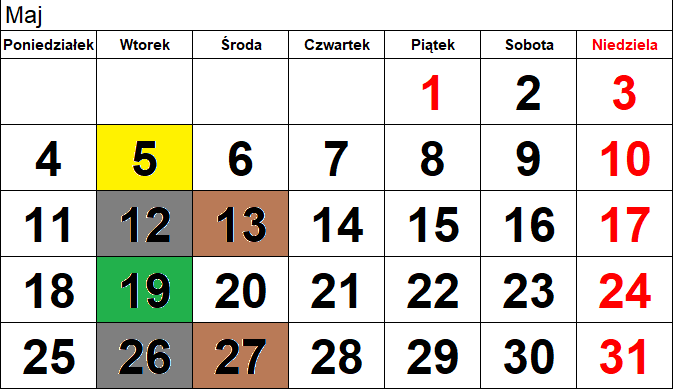 Maj
Poniedziałek Wtorek Środa Czwartek Piątek Sobota Niedziela
1 2 3
4 5 6 7 8 9 10
11 12 13 14 15 16 17
18 19 20 21 22 23 24
25 26 27 28 29 30 31